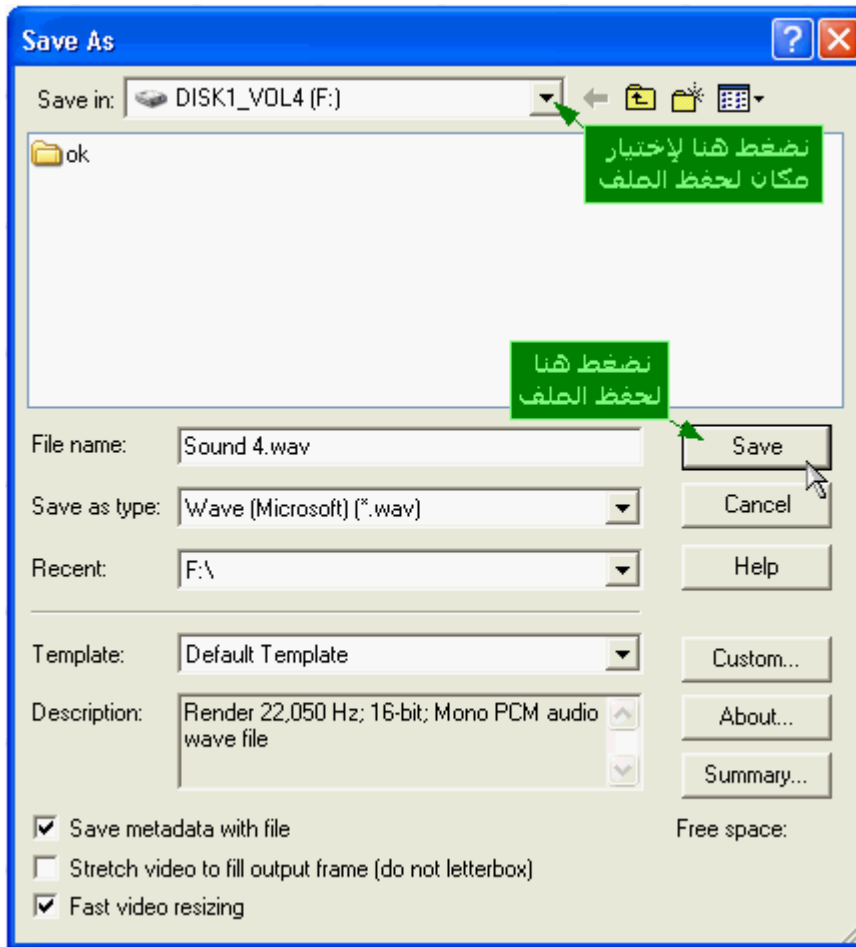 Save As
Save in: DISK1_VOL4 (F:)
نضغط هنا لإختيار
مكان لحفظ الملف
ok
نضغط هنا
لحفظ الملف
File name: Sound 4.wav Save
Save as type: Wave (Microsoft) (*.wav) Cancel
Recent: F:\ Help
Template: Default Template Custom...
Description: Render 22,050 Hz; 16-bit; Mono PCM audio About...
wave file
Summary...
Save metadata with file Free space:
Stretch video to fill output frame (do not letterbox)
Fast video resizing